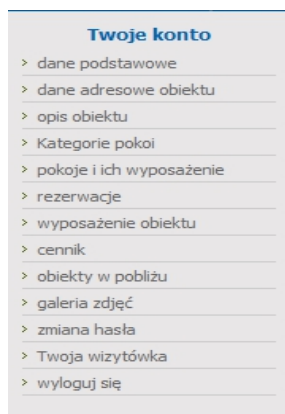 Twoje konto
dane podstawowe
dane adresowe obiektu
opis obiektu
Kategorie pokoi
pokoje i ich wyposażenie
rezerwacje
wyposażenie obiektu
cennik
obiekty w pobliżu
galeria zdjęć
zmiana hasła
Twoja wizytówka
wyloguj się